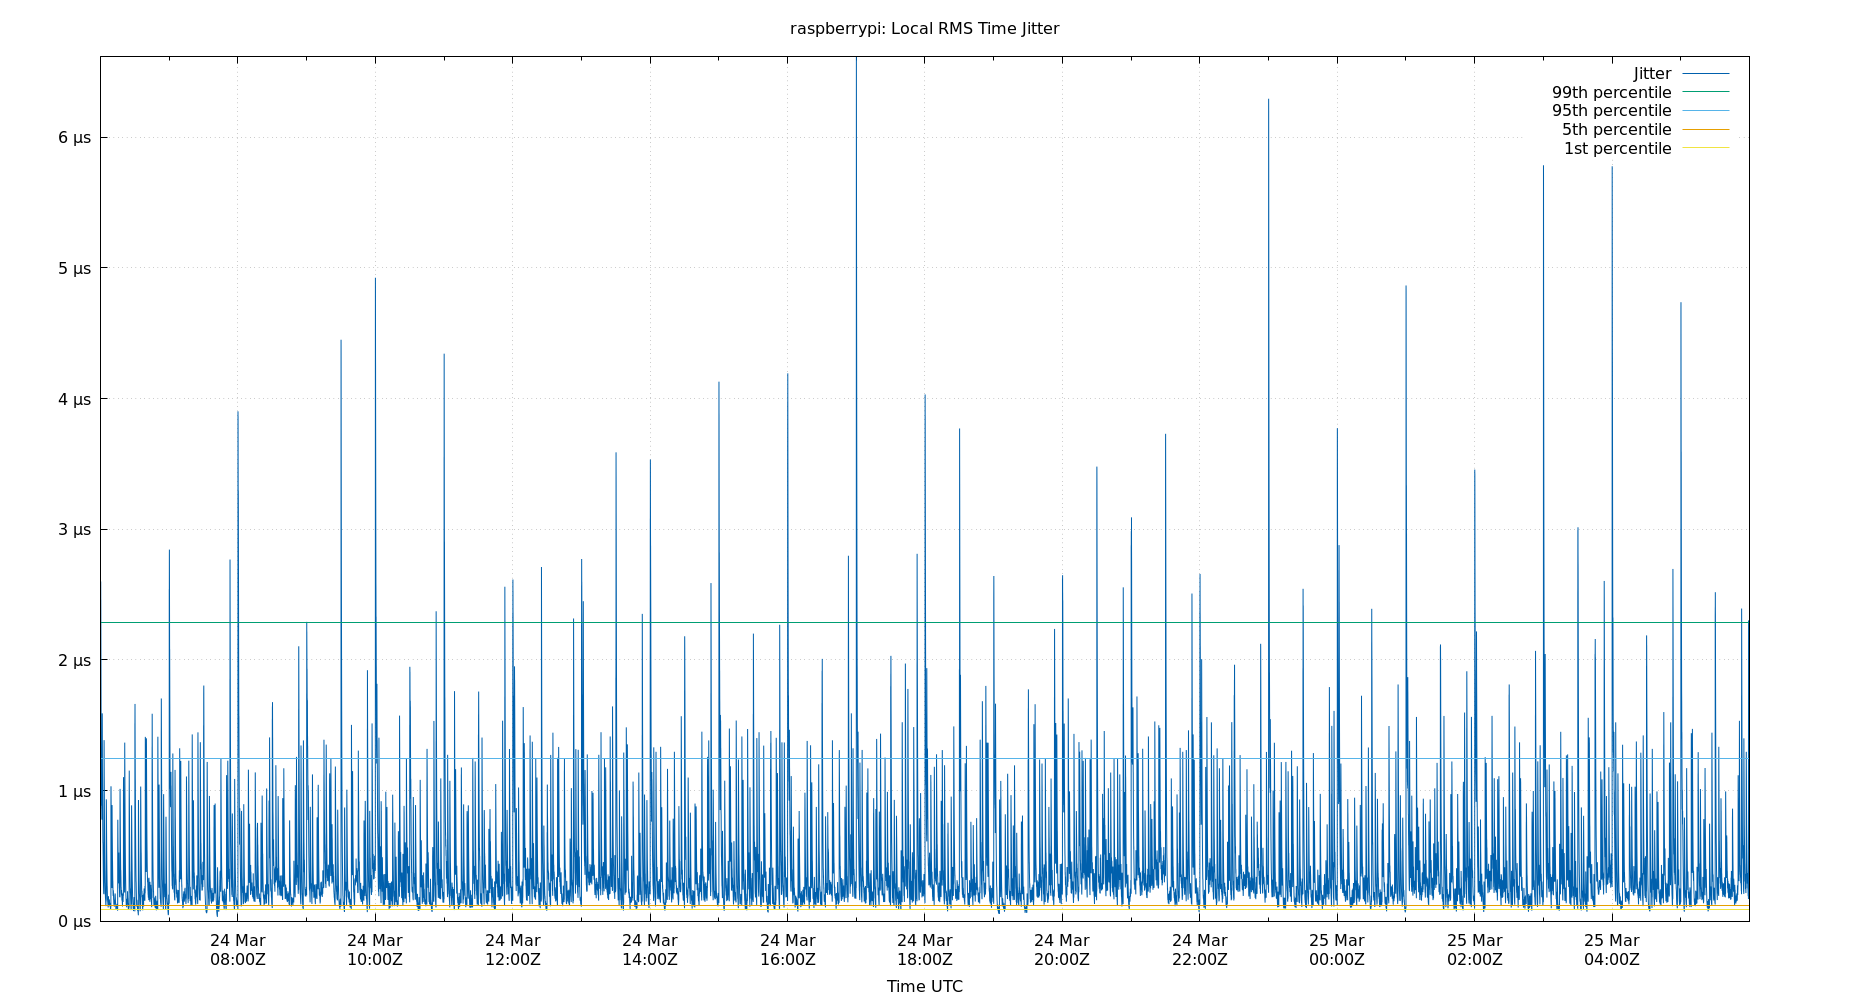 raspberrypi: Local RMS Time Jitter
Jitter
99th percentile
95th percentile
5th percentile
1st percentile
6 µs
5 µs
4 µs
3 µs
2 µs
1 µs
0 µs
24 Mar 24 Mar 24 Mar 24 Mar 24 Mar 24 Mar 24 Mar 24 Mar 25 Mar 25 Mar 25 Mar
08:00Z 10:00Z 12:00Z 14:00Z 16:00Z 18:00Z 20:00Z 22:00Z 00:00Z 02:00Z 04:00Z
Time UTC